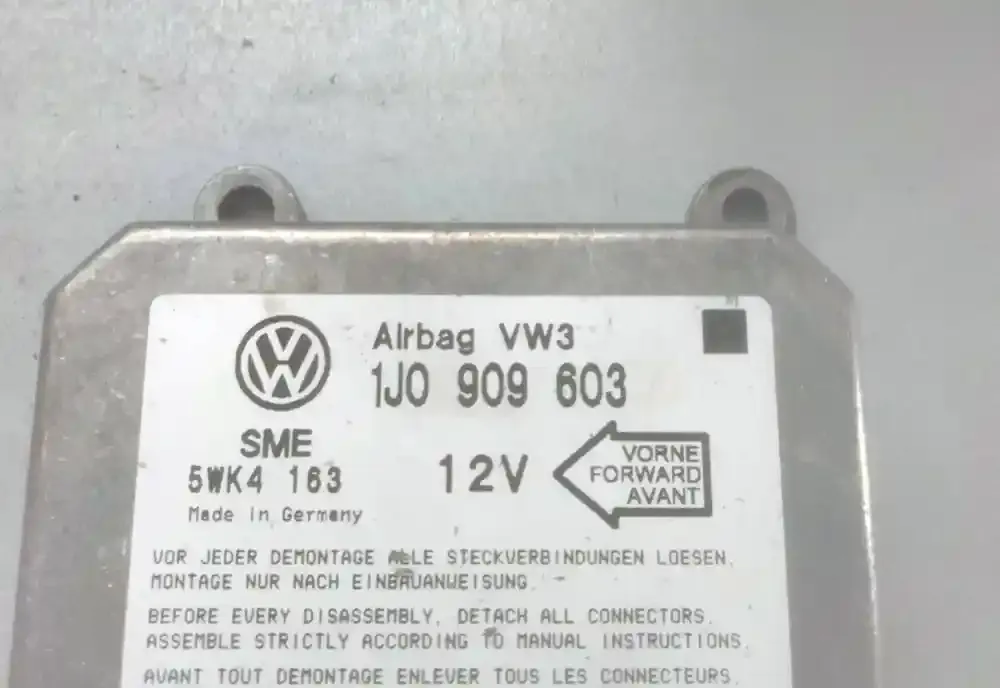 Airbag VW3
1J0 909 603
SME
5WK4 163
Made in Germany
12V
VORNE
FORWARD
AVANT
VOR JEDER DEMONTAGE ALLE STECKVERBINDUNGEN LOESEN.
MONTAGE NUR NACH EINBAUANWEISUNG.
BEFORE EVERY DISASSEMBLY, DETACH ALL CONNECTORS.
ASSEMBLE STRICTLY ACCORDING TO MANUAL INSTRUCTIONS.
AVANT TOUT DEMONTAGE ENLEVER TOUS LES CONNECTEURS.